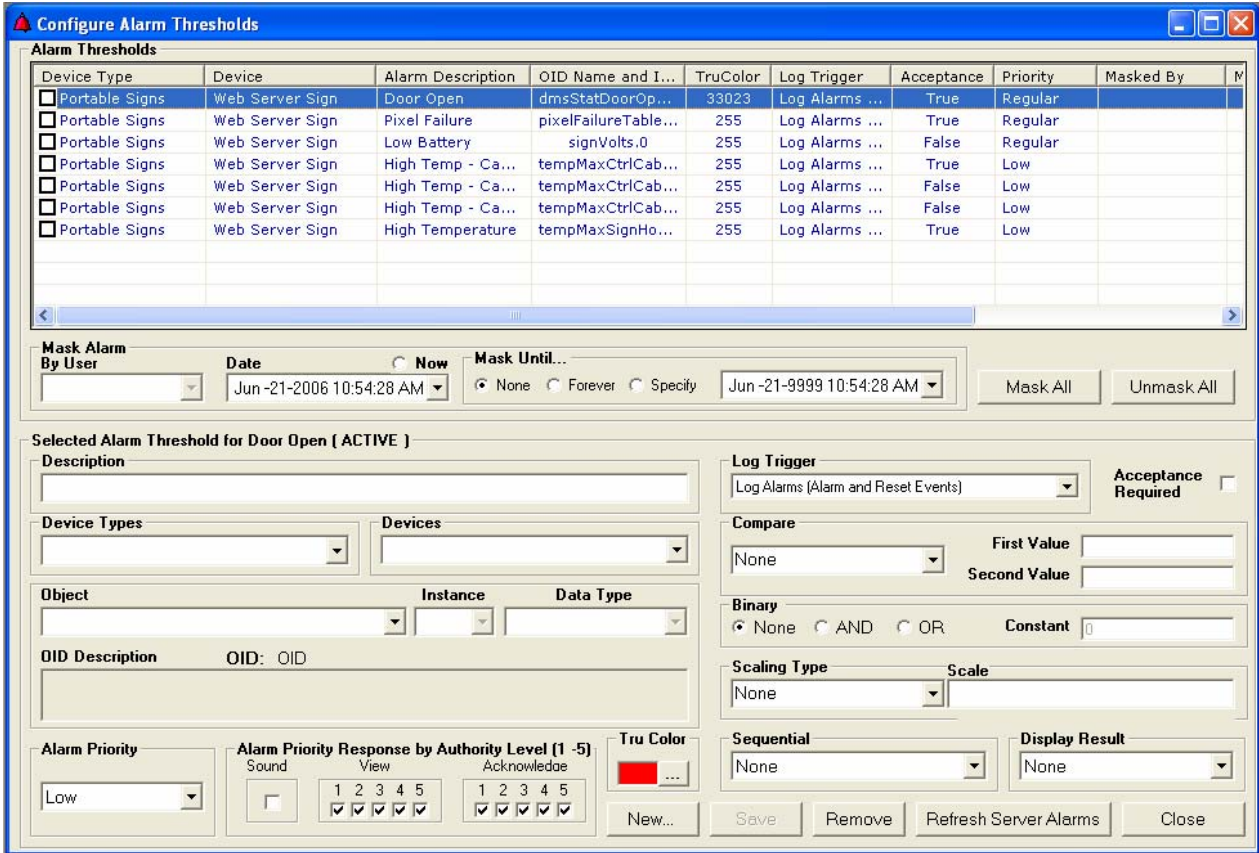 Configure Alarm Thresholds
Alarm Thresholds
Device Type Device Alarm Description OID Name and I... TruColor Log Trigger Acceptance Priority Masked By M
Portable Signs Web Server Sign Door Open dmsStatDoorOp... 33023 Log Alarms ... True Regular
Portable Signs Web Server Sign Pixel Failure pixelFailureTable... 255 Log Alarms ... True Regular
Portable Signs Web Server Sign Low Battery signVolts.0 255 Log Alarms ... False Regular
Portable Signs Web Server Sign High Temp - Ca... tempMaxCtrlCab... 255 Log Alarms ... True Low
Portable Signs Web Server Sign High Temp - Ca... tempMaxCtrlCab... 255 Log Alarms ... False Low
Portable Signs Web Server Sign High Temp - Ca... tempMaxCtrlCab... 255 Log Alarms ... False Low
Portable Signs Web Server Sign High Temperature tempMaxSignHo... 255 Log Alarms ... True Low
Mask Alarm
By User Date Now Mask Until...
Jun -21-2006 10:54:28 AM None Forever Specify Jun -21-9999 10:54:28 AM Mask All Unmask All
Selected Alarm Threshold for Door Open ( ACTIVE )
Description Log Trigger
Log Alarms (Alarm and Reset Events) Acceptance Required
Device Types Devices Compare
None First Value
Second Value
Object Instance Data Type Binary
None AND OR Constant 0
OID Description OID: OID
Scaling Type Scale
None
Alarm Priority Alarm Priority Response by Authority Level (1 -5) Tru Color Sequential Display Result
Sound View Acknowledge
Low 1 2 3 4 5 1 2 3 4 5 ... None None
New... Save Remove Refresh Server Alarms Close